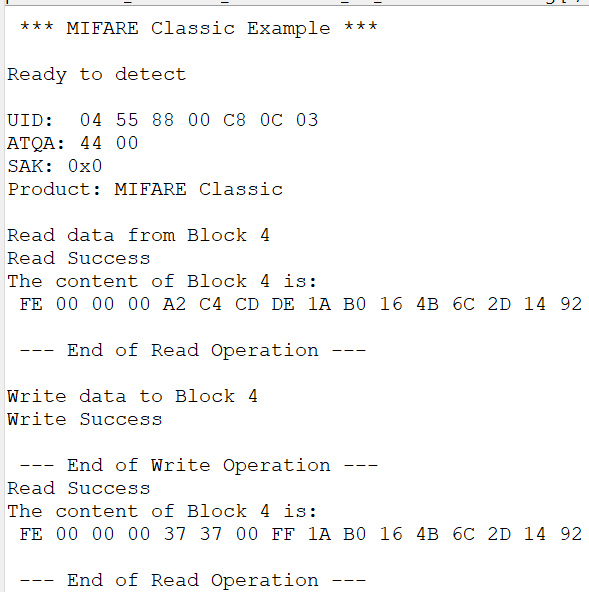 *** MIFARE Classic Example ***
Ready to detect
UID:  04 55 88 00 C8 0C 03
ATQA: 44 00
SAK: 0x0
Product: MIFARE Classic
Read data from Block 4
Read Success
The content of Block 4 is:
FE 00 00 00 A2 C4 CD DE 1A B0 16 4B 6C 2D 14 92
--- End of Read Operation ---
Write data to Block 4
Write Success
--- End of Write Operation ---
Read Success
The content of Block 4 is:
FE 00 00 00 37 37 00 FF 1A B0 16 4B 6C 2D 14 92
--- End of Read Operation ---